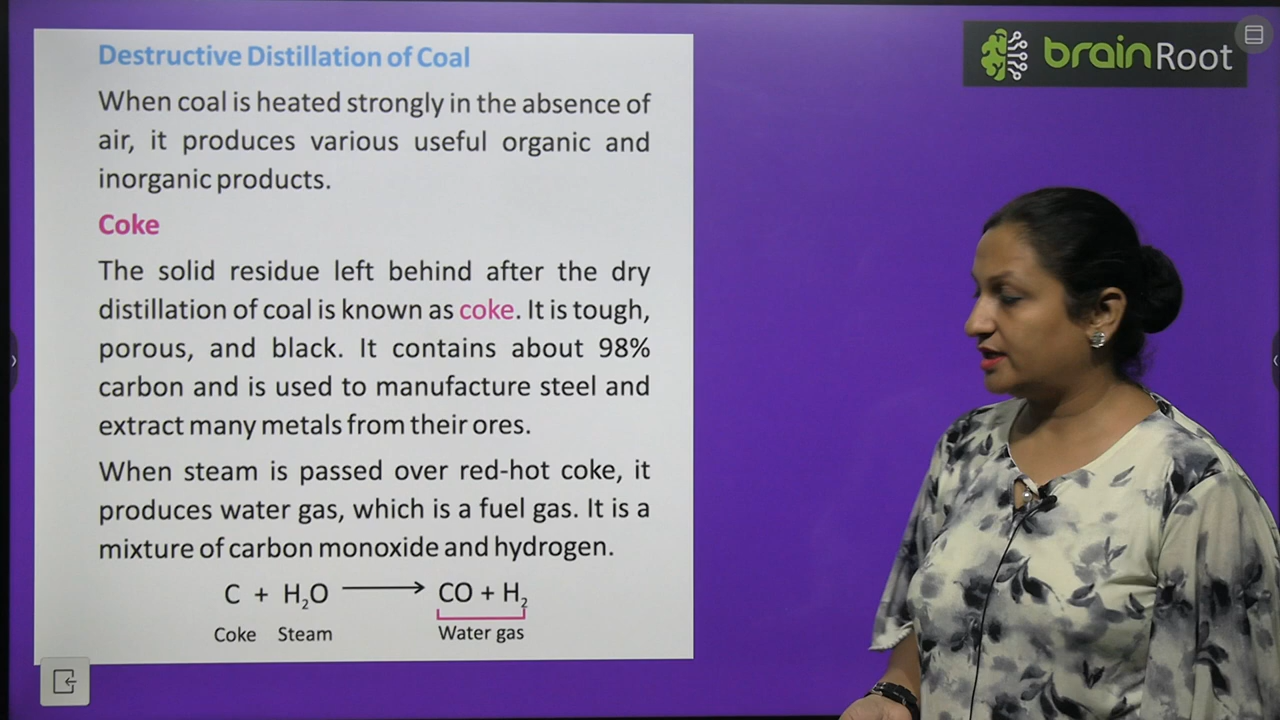 Destructive Distillation of Coal
When coal is heated strongly in the absence of
air, it produces various useful organic and
inorganic products.
Coke
The solid residue left behind after the dry
distillation of coal is known as coke. It is tough,
porous, and black. It contains about 98%
carbon and is used to manufacture steel and
extract many metals from their ores.
When steam is passed over red-hot coke, it
produces water gas, which is a fuel gas. It is a
mixture of carbon monoxide and hydrogen.
C + H₂O ⟶ CO + H₂
Coke Steam Water gas
brainRoot